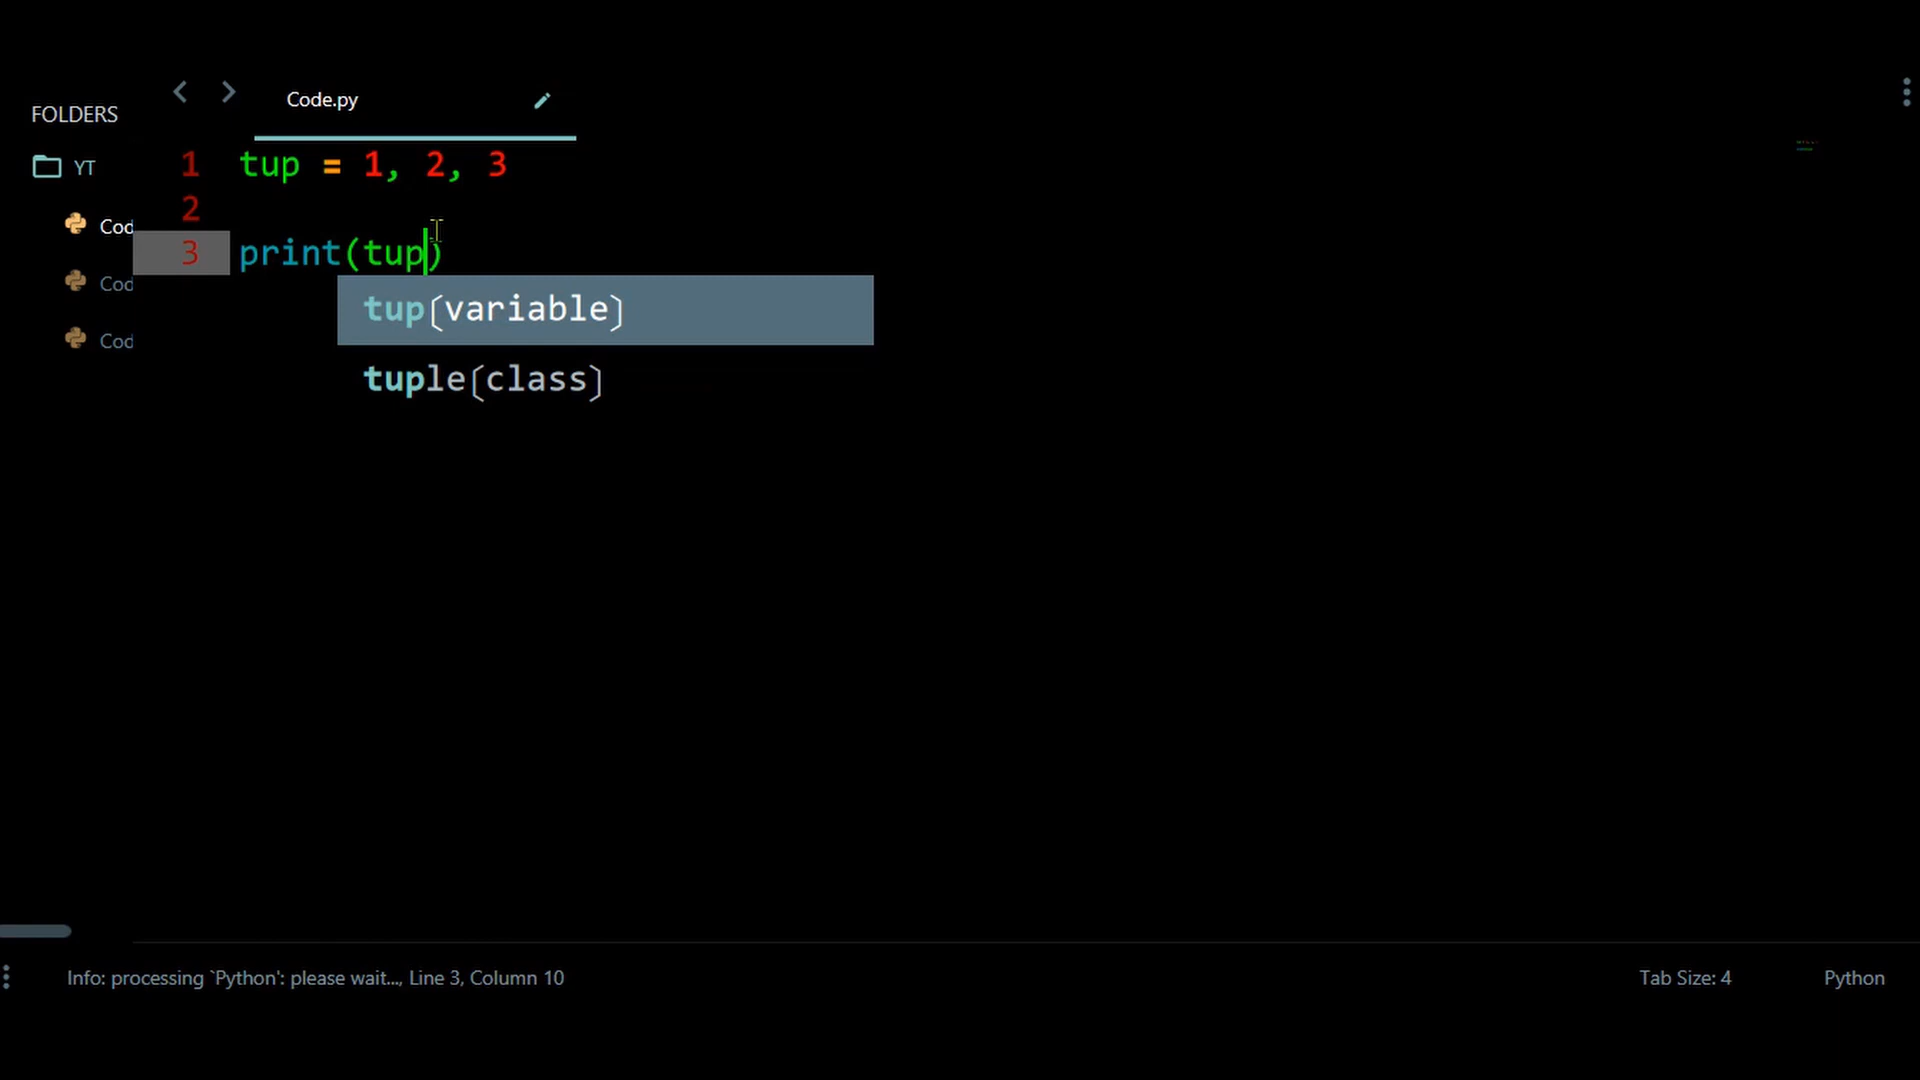 FOLDERS
Code.py
YT
Cod
Cod
Cod
1 tup = 1, 2, 3
2
3 print(tup)
tup(variable)
tuple(class)
Info: processing `Python': please wait..., Line 3, Column 10
Tab Size: 4
Python